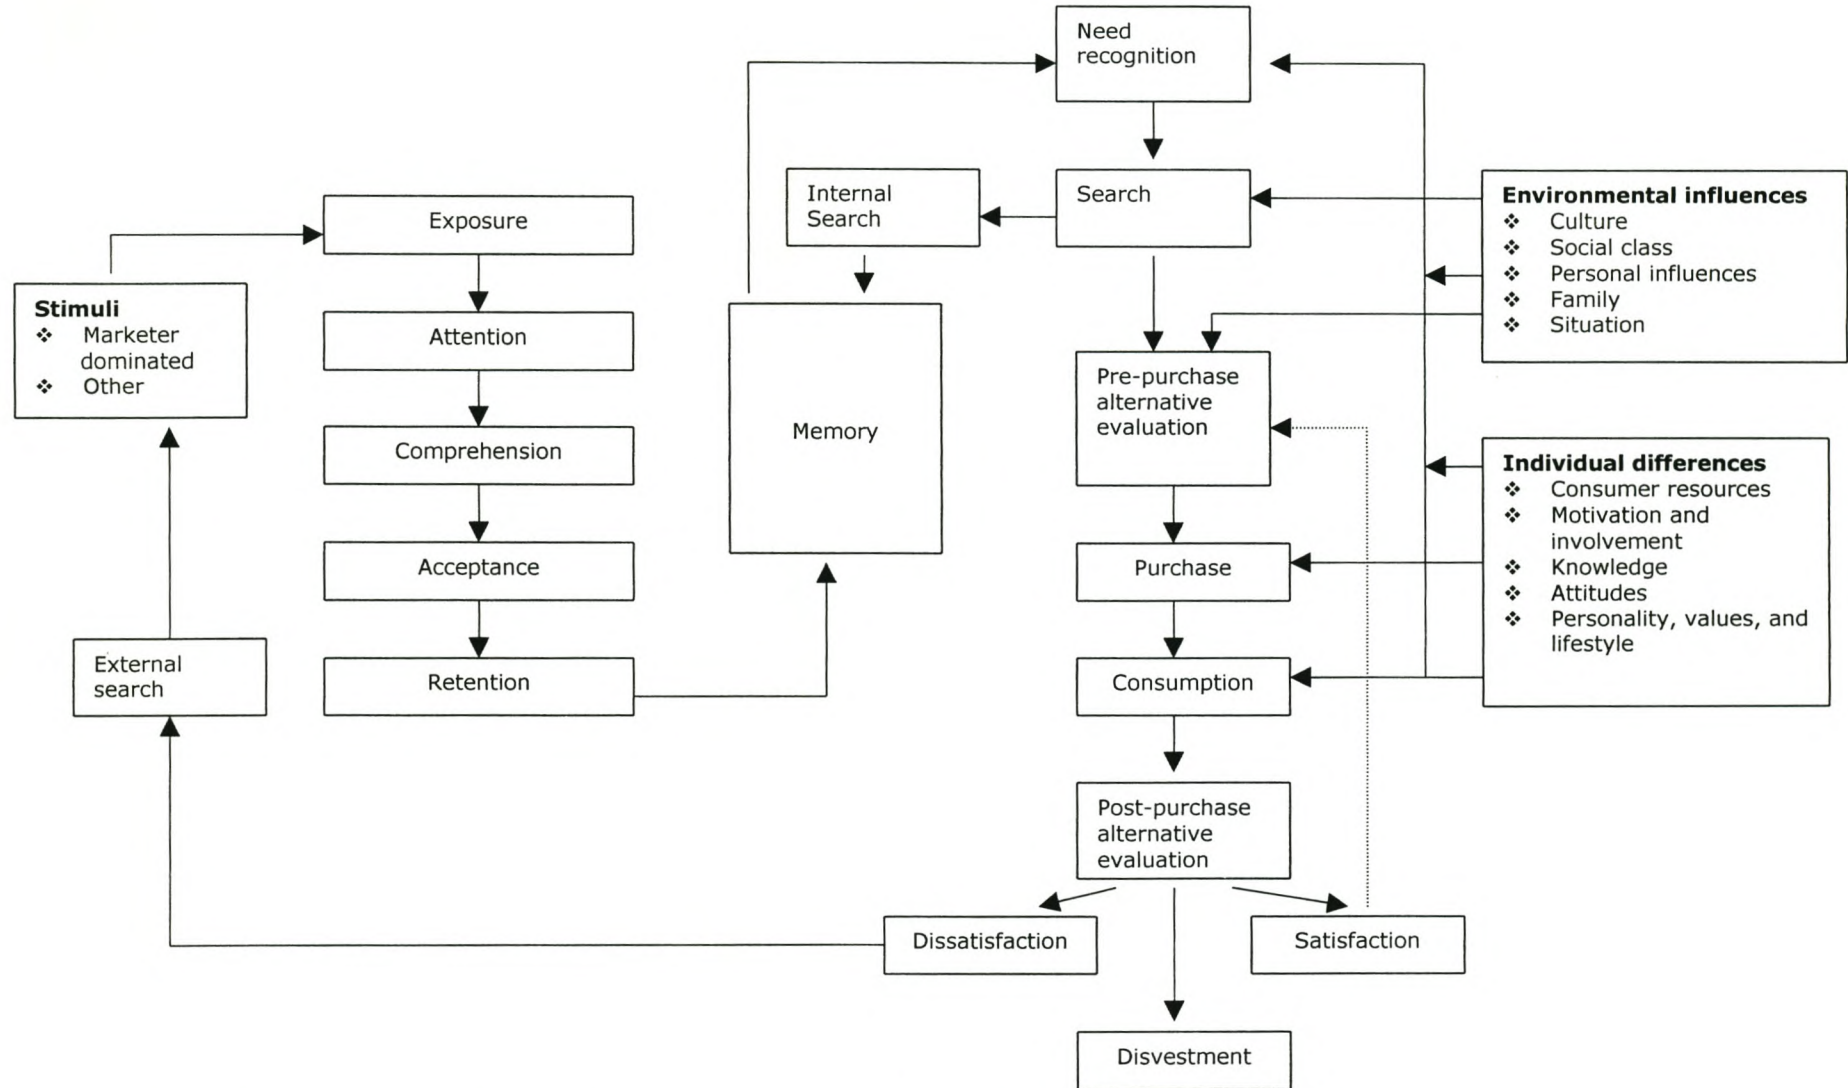 Need
recognition
Search
Internal
Search
Environmental influences
❖ Culture
❖ Social class
❖ Personal influences
❖ Family
❖ Situation
Exposure
Stimuli
❖ Marketer
dominated
❖ Other
Attention
Comprehension
Acceptance
Retention
External
search
Memory
Pre-purchase
alternative
evaluation
Individual differences
❖ Consumer resources
❖ Motivation and
involvement
❖ Knowledge
❖ Attitudes
❖ Personality, values, and
lifestyle
Purchase
Consumption
Post-purchase
alternative
evaluation
Dissatisfaction
Satisfaction
Disvestment